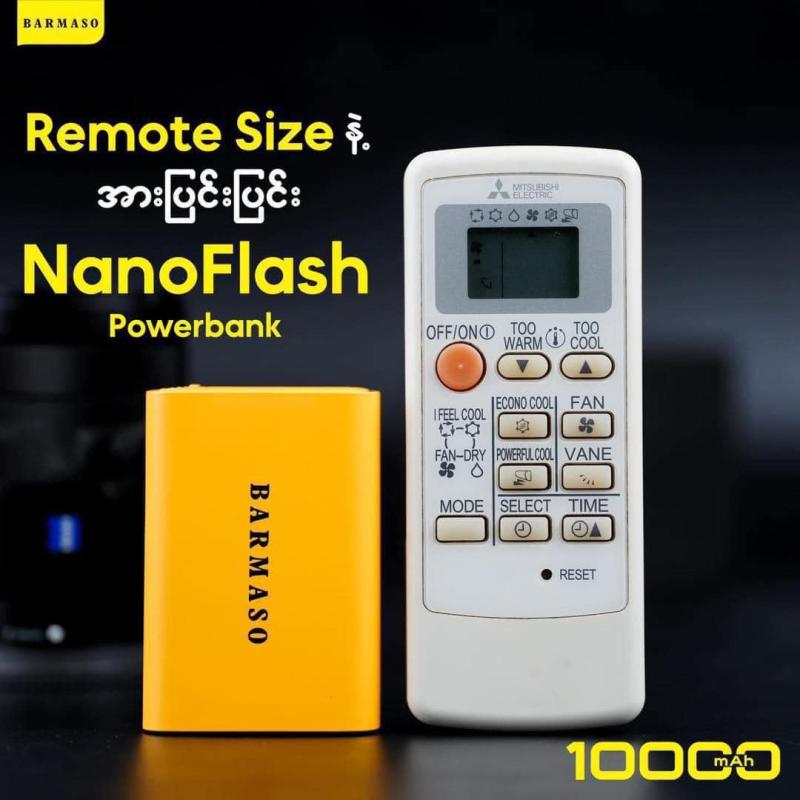 BARMASO
Remote Size နဲ့
အားပြင်းပြင်း
NanoFlash
Powerbank
MITSUBISHI
ELECTRIC
OFF/ON
TOO WARM
TOO COOL
I FEEL COOL
ECONO COOL
FAN
FAN–DRY
POWERFUL COOL
VANE
MODE
SELECT
TIME
RESET
BARMASO
10000 mAh